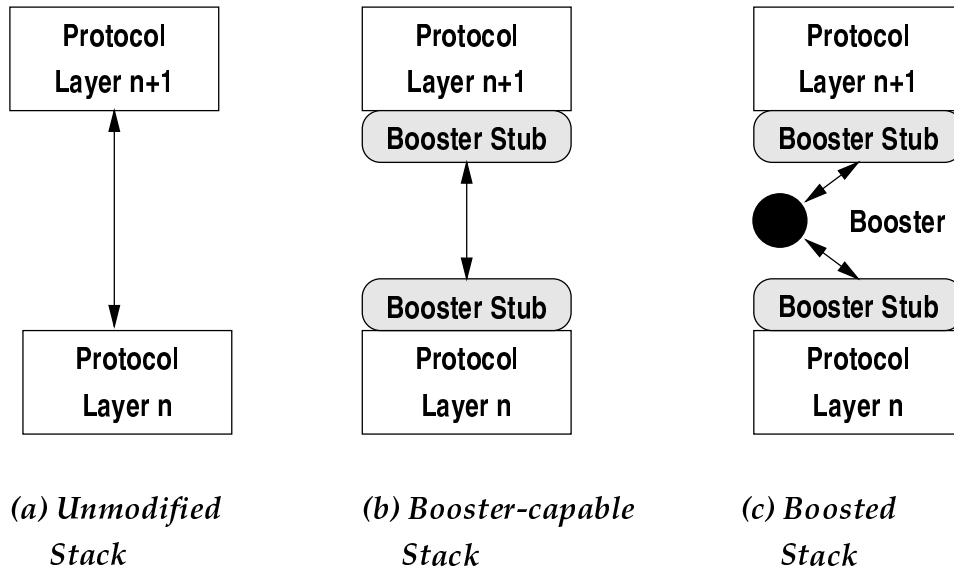 Protocol
Layer n+1
Protocol
Layer n
(a) Unmodified
Stack
Protocol
Layer n+1
Booster Stub
Booster Stub
Protocol
Layer n
(b) Booster-capable
Stack
Protocol
Layer n+1
Booster Stub
Booster
Booster Stub
Protocol
Layer n
(c) Boosted
Stack